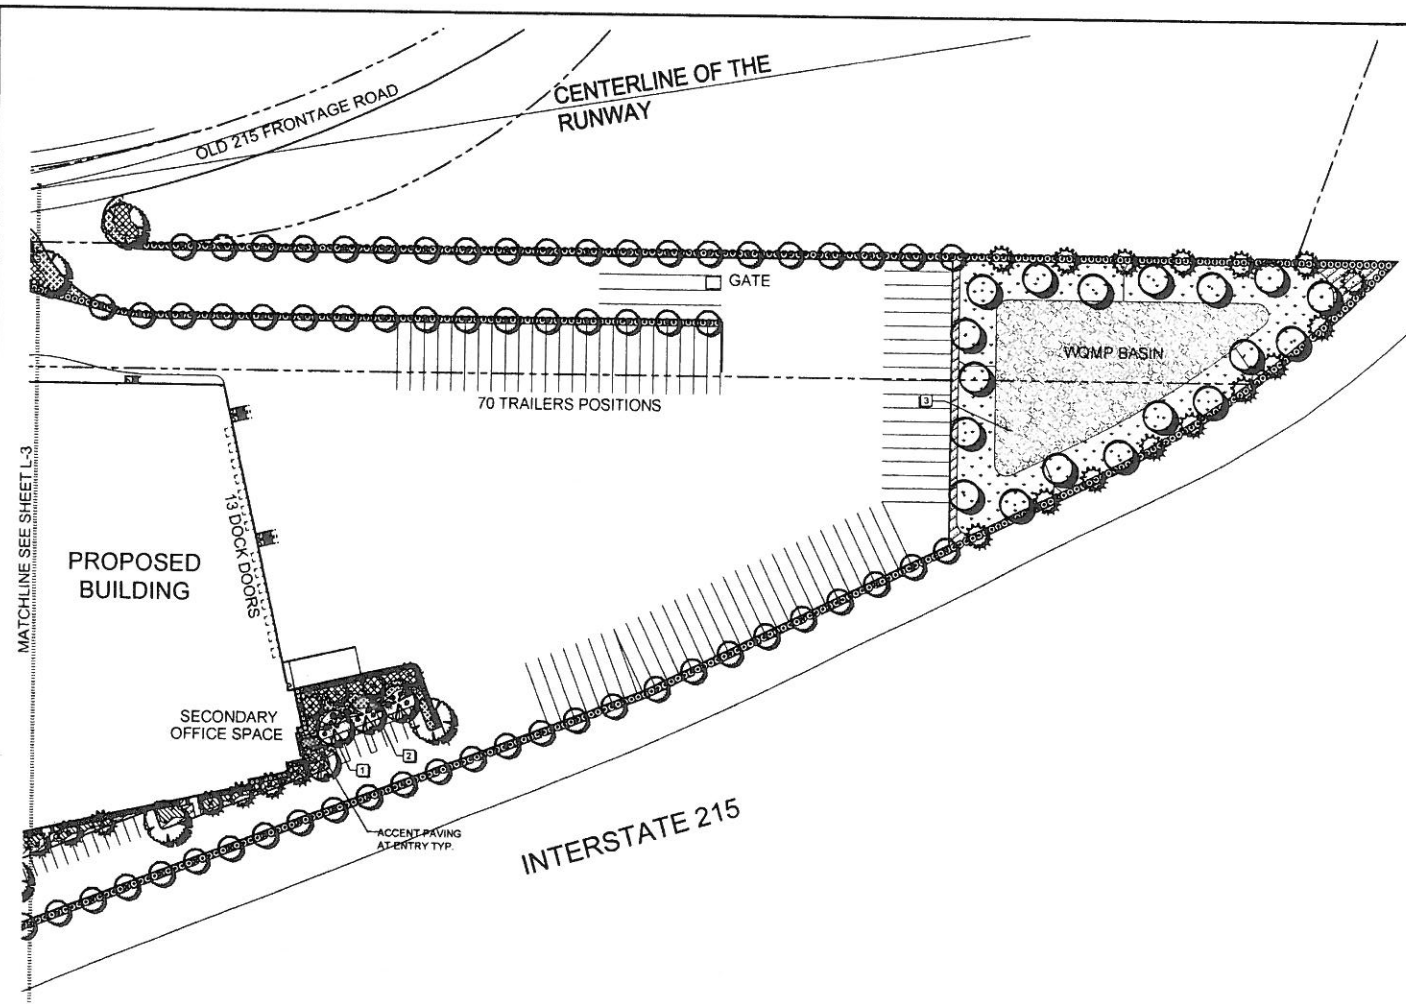 CENTERLINE OF THE
RUNWAY
OLD 215 FRONTAGE ROAD
GATE
WQMP BASIN
3
70 TRAILERS POSITIONS
MATCHLINE SEE SHEET L-3
13 DOCK DOORS
PROPOSED
BUILDING
SECONDARY
OFFICE SPACE
2
1
ACCENT PAVING
AT ENTRY TYP.
INTERSTATE 215